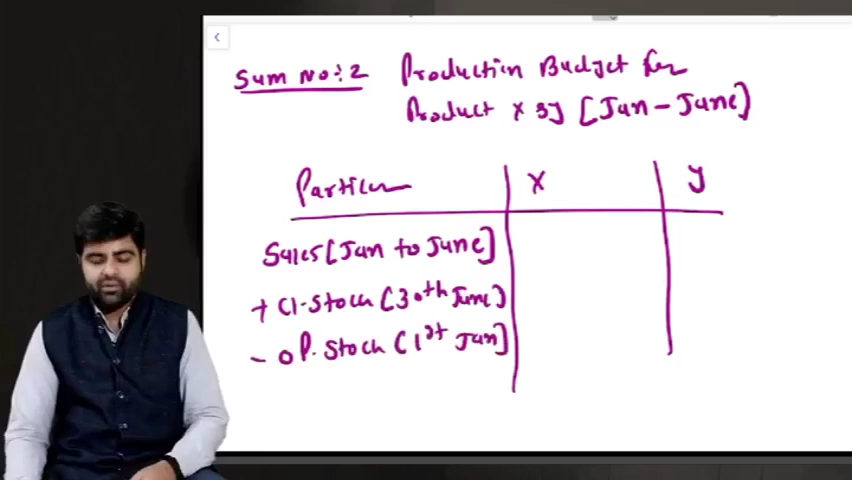 Sum No:2 Production Budget for
Product X & Y [Jan - June]
Particular X Y
Sales [Jan to June]
+ Cl. Stock (30th June)
- OP. Stock (1st Jan]